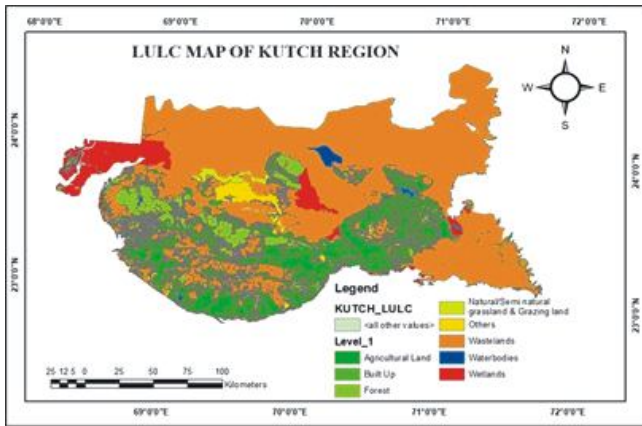 68°0'0"E 69°0'0"E 70°0'0"E 71°0'0"E 72°0'0"E
LULC MAP OF KUTCH REGION
N
W E
S
24°0'0"N
24°0'0"N
23°0'0"N
23°0'0"N
Legend
KUTCH_LULC
<all other values>
Level_1
Agricultural Land
Built Up
Forest
Natural/Semi natural
grassland & Grazing land
Others
Wastelands
Waterbodies
Wetlands
25 12.5 0 25 50 75 100
Kilometers
69°0'0"E 70°0'0"E 71°0'0"E 72°0'0"E